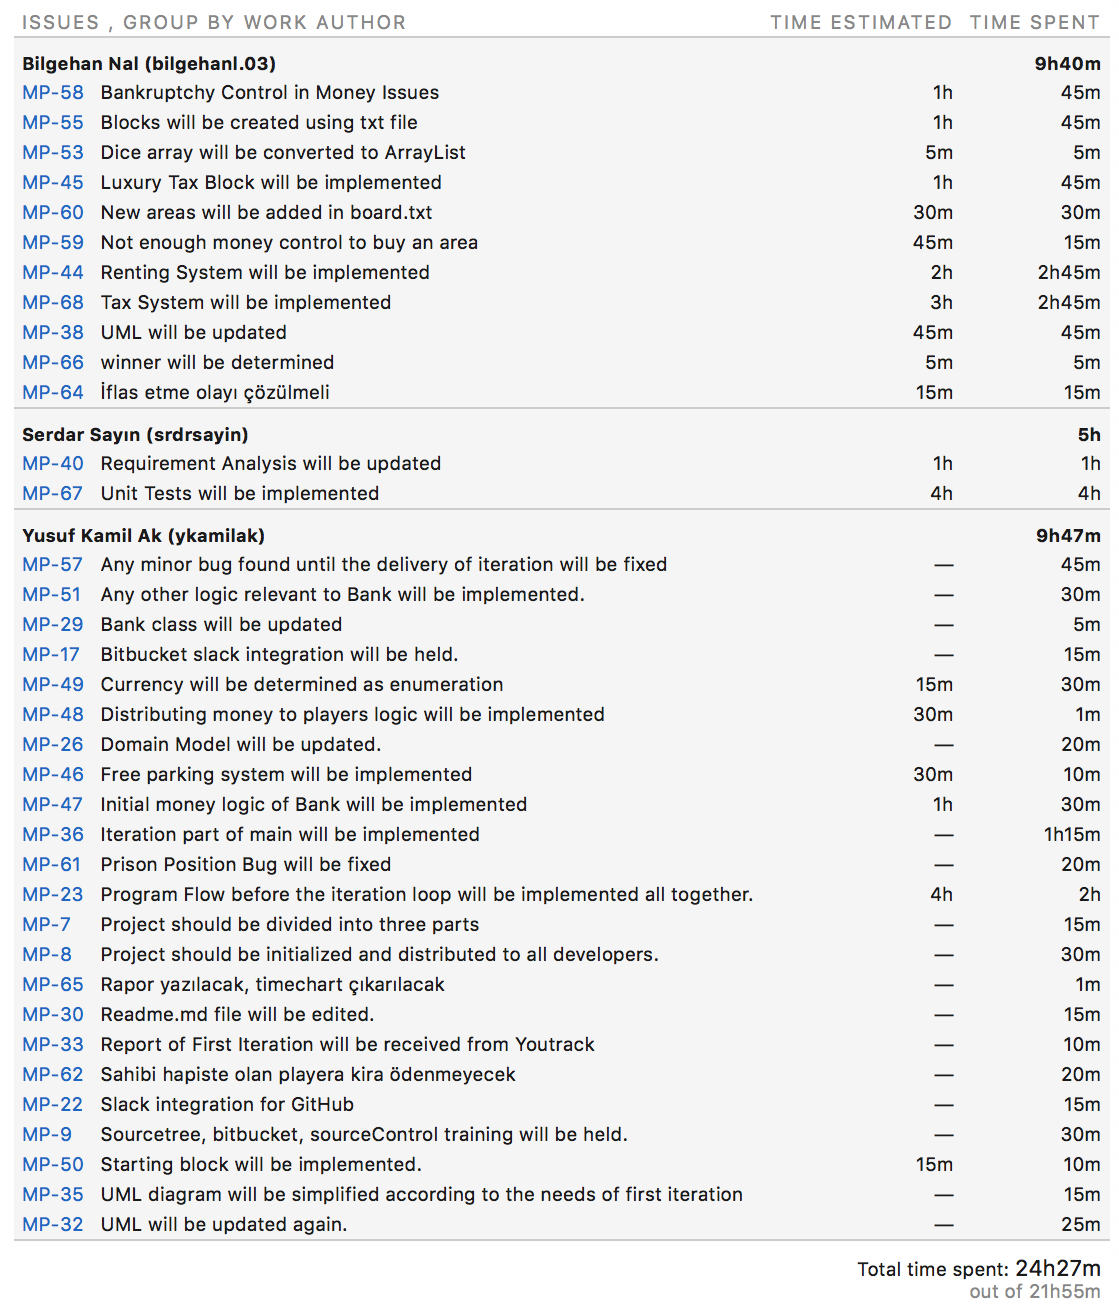 ISSUES , GROUP BY WORK AUTHOR TIME ESTIMATED TIME SPENT
Bilgehan Nal (bilgehanl.03) 9h40m
MP-58 Bankruptchy Control in Money Issues 1h 45m
MP-55 Blocks will be created using txt file 1h 45m
MP-53 Dice array will be converted to ArrayList 5m 5m
MP-45 Luxury Tax Block will be implemented 1h 45m
MP-60 New areas will be added in board.txt 30m 30m
MP-59 Not enough money control to buy an area 45m 15m
MP-44 Renting System will be implemented 2h 2h45m
MP-68 Tax System will be implemented 3h 2h45m
MP-38 UML will be updated 45m 45m
MP-66 winner will be determined 5m 5m
MP-64 İflas etme olayı çözülmeli 15m 15m
Serdar Sayın (srdrsayin) 5h
MP-40 Requirement Analysis will be updated 1h 1h
MP-67 Unit Tests will be implemented 4h 4h
Yusuf Kamil Ak (ykamilak) 9h47m
MP-57 Any minor bug found until the delivery of iteration will be fixed — 45m
MP-51 Any other logic relevant to Bank will be implemented. — 30m
MP-29 Bank class will be updated — 5m
MP-17 Bitbucket slack integration will be held. — 15m
MP-49 Currency will be determined as enumeration 15m 30m
MP-48 Distributing money to players logic will be implemented 30m 1m
MP-26 Domain Model will be updated. — 20m
MP-46 Free parking system will be implemented 30m 10m
MP-47 Initial money logic of Bank will be implemented 1h 30m
MP-36 Iteration part of main will be implemented — 1h15m
MP-61 Prison Position Bug will be fixed — 20m
MP-23 Program Flow before the iteration loop will be implemented all together. 4h 2h
MP-7 Project should be divided into three parts — 15m
MP-8 Project should be initialized and distributed to all developers. — 30m
MP-65 Rapor yazılacak, timechart çıkarılacak — 1m
MP-30 Readme.md file will be edited. — 15m
MP-33 Report of First Iteration will be received from Youtrack — 10m
MP-62 Sahibi hapiste olan playera kira ödenmeyecek — 20m
MP-22 Slack integration for GitHub — 15m
MP-9 Sourcetree, bitbucket, sourceControl training will be held. — 30m
MP-50 Starting block will be implemented. 15m 10m
MP-35 UML diagram will be simplified according to the needs of first iteration — 15m
MP-32 UML will be updated again. — 25m
Total time spent: 24h27m
out of 21h55m